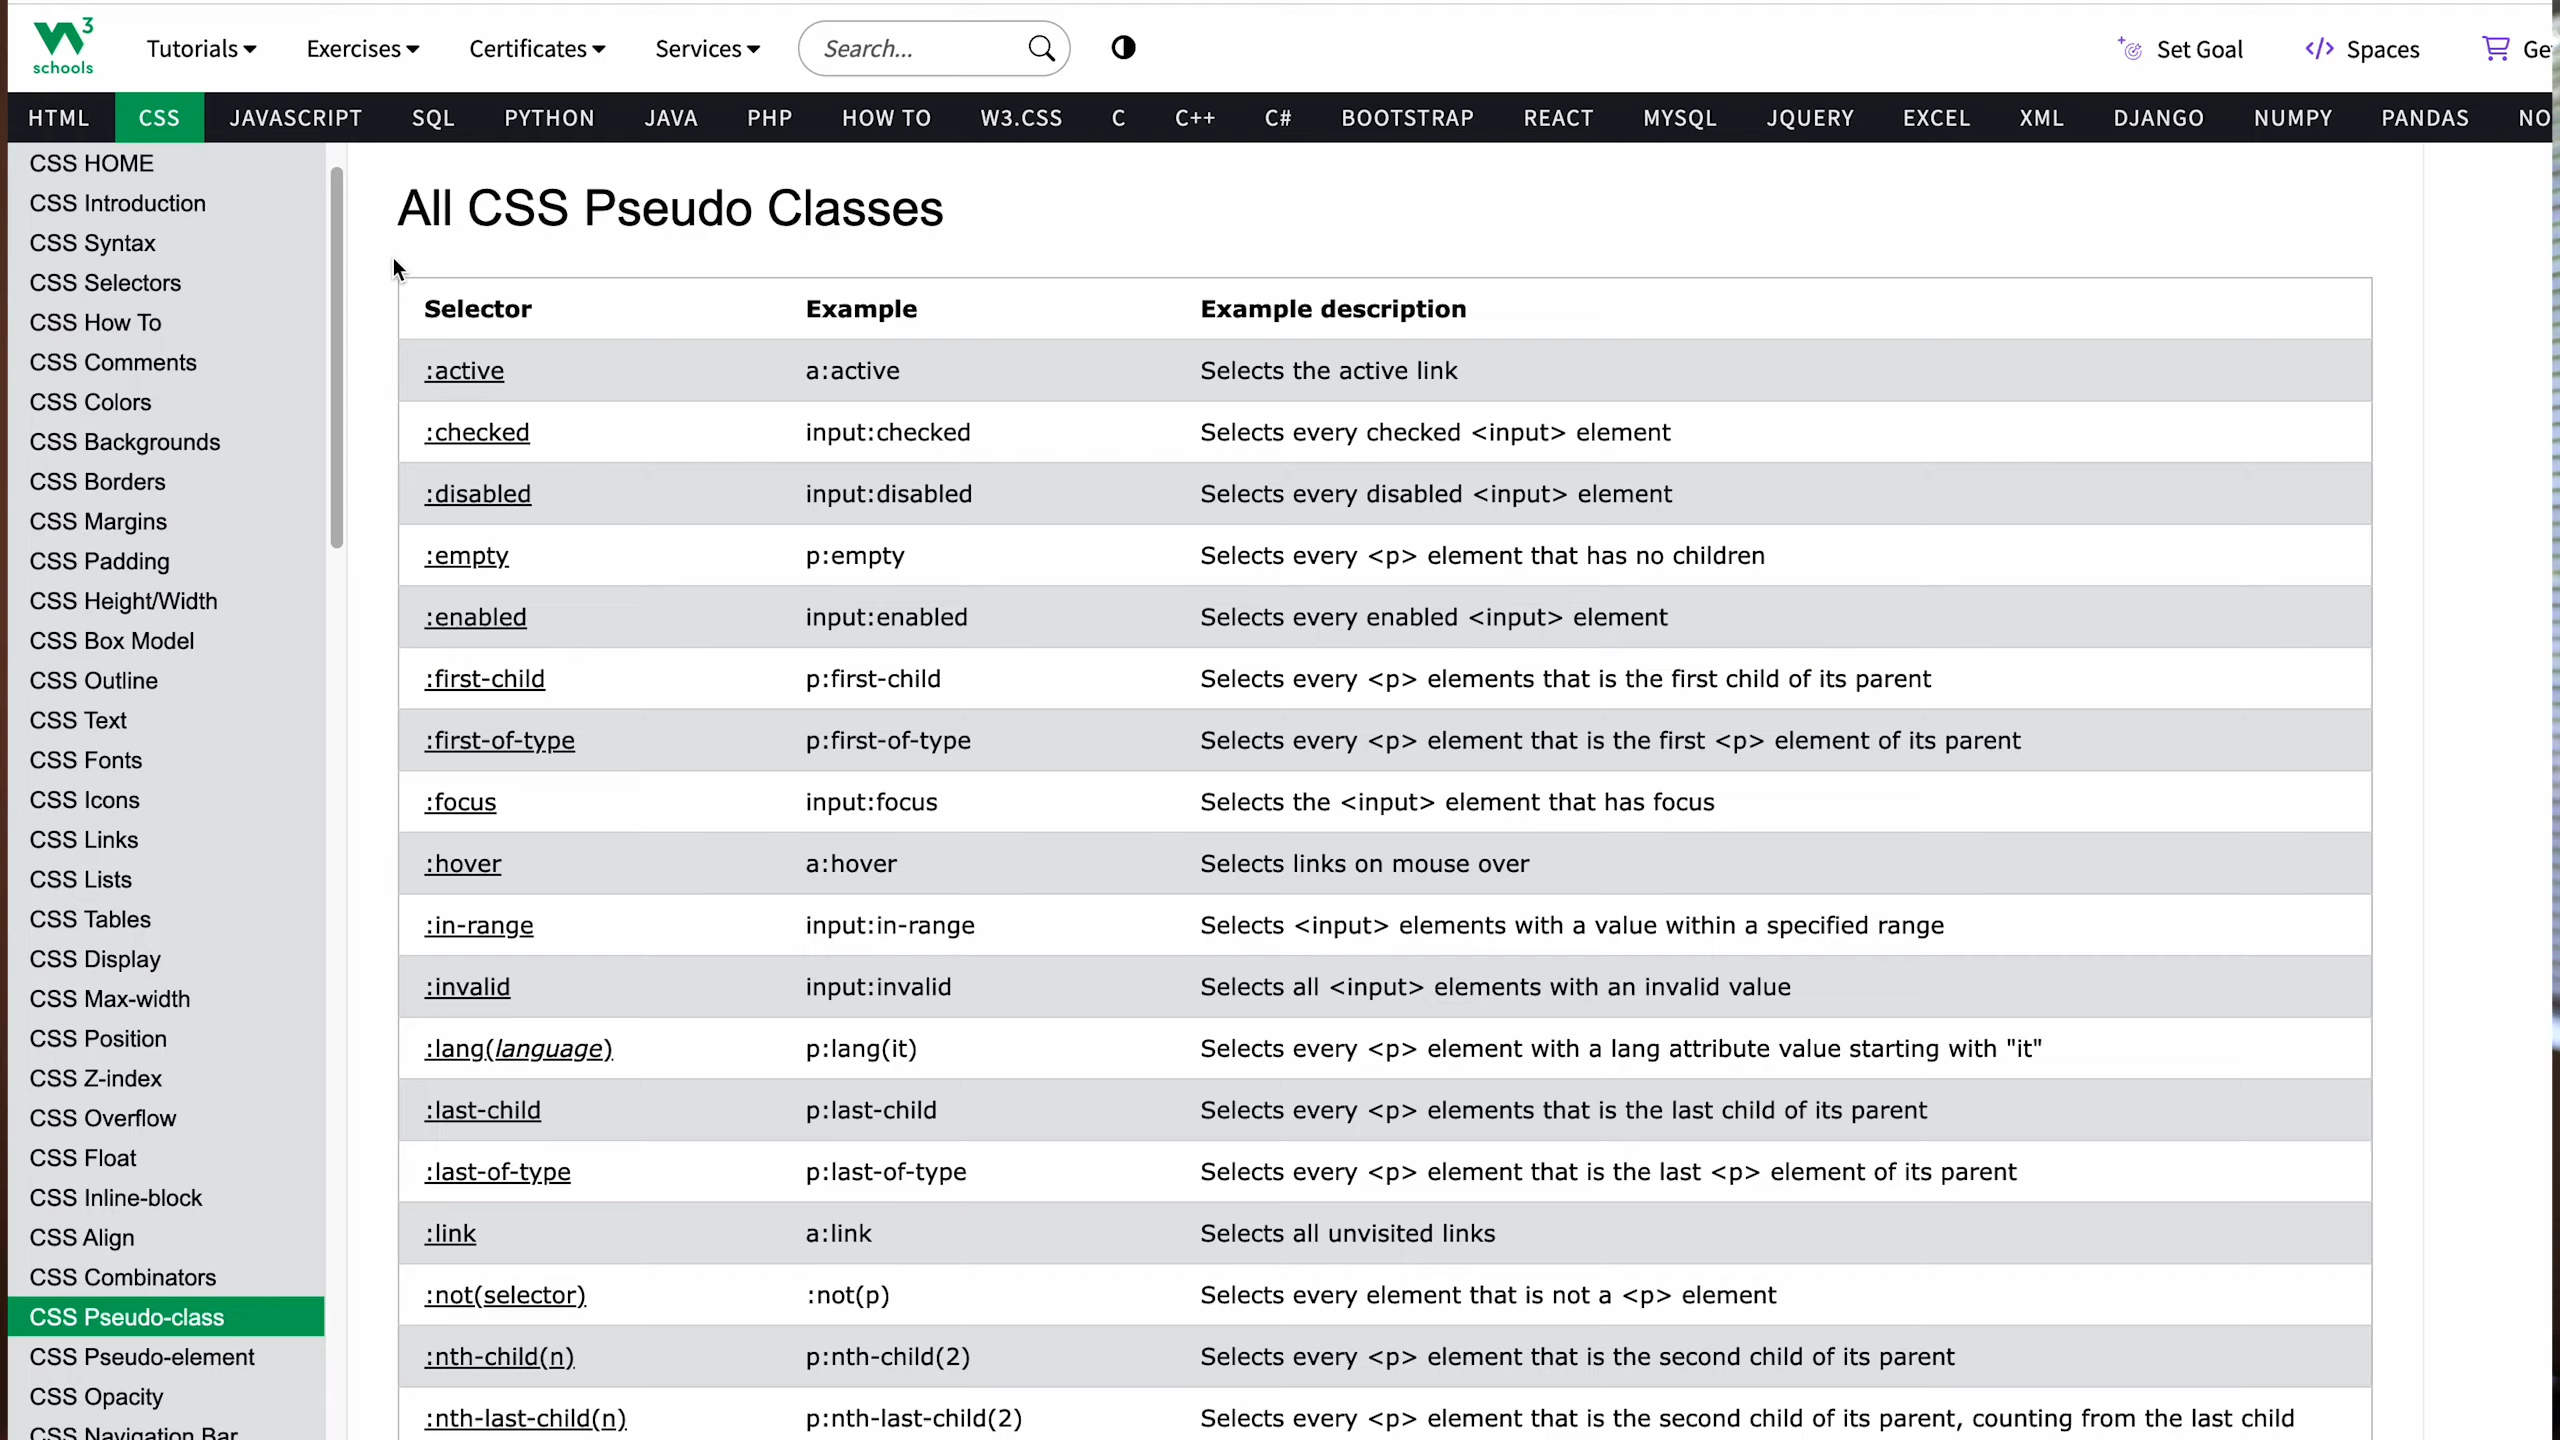 W3 schools
Tutorials Exercises Certificates Services Search... Set Goal Spaces
HTML CSS JAVASCRIPT SQL PYTHON JAVA PHP HOW TO W3.CSS C C++ C# BOOTSTRAP REACT MYSQL JQUERY EXCEL XML DJANGO NUMPY PANDAS
CSS HOME
CSS Introduction
CSS Syntax
CSS Selectors
CSS How To
CSS Comments
CSS Colors
CSS Backgrounds
CSS Borders
CSS Margins
CSS Padding
CSS Height/Width
CSS Box Model
CSS Outline
CSS Text
CSS Fonts
CSS Icons
CSS Links
CSS Lists
CSS Tables
CSS Display
CSS Max-width
CSS Position
CSS Z-index
CSS Overflow
CSS Float
CSS Inline-block
CSS Align
CSS Combinators
CSS Pseudo-class
CSS Pseudo-element
CSS Opacity
CSS Navigation Bar
All CSS Pseudo Classes
Selector Example Example description
:active a:active Selects the active link
:checked input:checked Selects every checked <input> element
:disabled input:disabled Selects every disabled <input> element
:empty p:empty Selects every <p> element that has no children
:enabled input:enabled Selects every enabled <input> element
:first-child p:first-child Selects every <p> elements that is the first child of its parent
:first-of-type p:first-of-type Selects every <p> element that is the first <p> element of its parent
:focus input:focus Selects the <input> element that has focus
:hover a:hover Selects links on mouse over
:in-range input:in-range Selects <input> elements with a value within a specified range
:invalid input:invalid Selects all <input> elements with an invalid value
:lang(language) p:lang(it) Selects every <p> element with a lang attribute value starting with "it"
:last-child p:last-child Selects every <p> elements that is the last child of its parent
:last-of-type p:last-of-type Selects every <p> element that is the last <p> element of its parent
:link a:link Selects all unvisited links
:not(selector) :not(p) Selects every element that is not a <p> element
:nth-child(n) p:nth-child(2) Selects every <p> element that is the second child of its parent
:nth-last-child(n) p:nth-last-child(2) Selects every <p> element that is the second child of its parent, counting from the last child